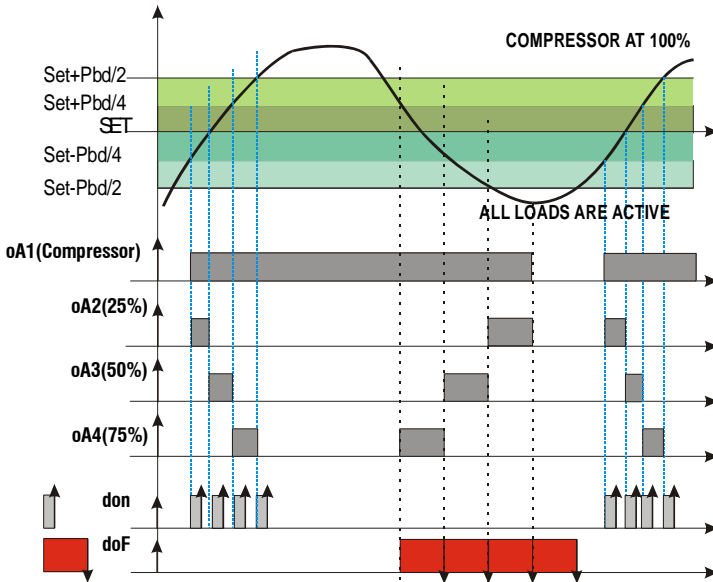 COMPRESSOR AT 100%
Set+Pbd/2
Set+Pbd/4
SET
Set-Pbd/4
Set-Pbd/2
ALL LOADS ARE ACTIVE
oA1(Compressor)
oA2(25%)
oA3(50%)
oA4(75%)
don
doF